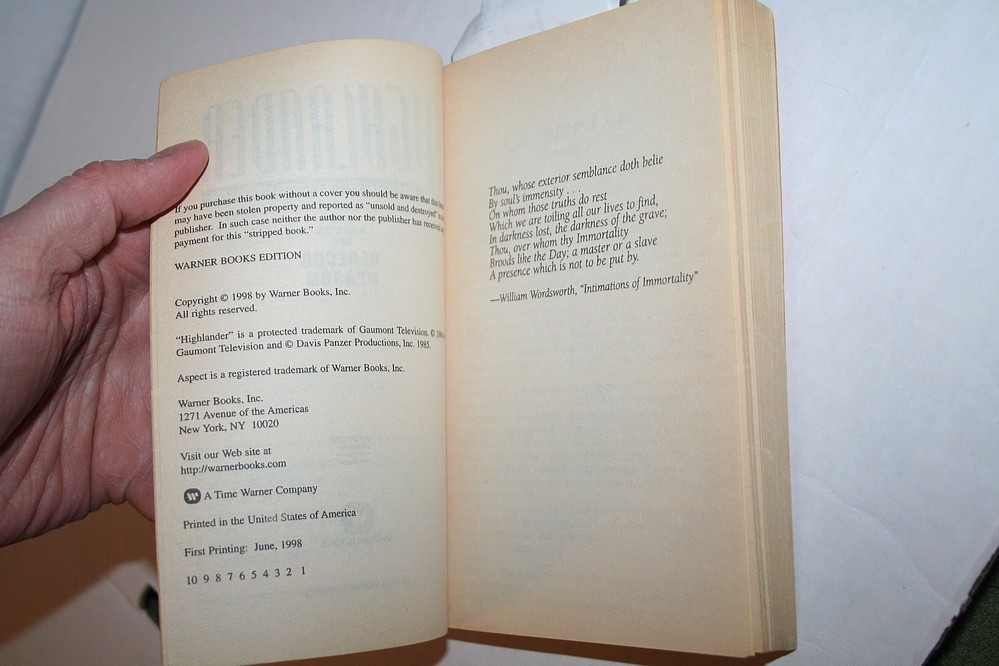 If you purchase this book without a cover you should be aware that this
may have been stolen property and reported as “unsold and destroyed”
publisher. In such case neither the author nor the publisher has received
payment for this “stripped book.”
WARNER BOOKS EDITION
Copyright © 1998 by Warner Books, Inc.
All rights reserved.
“Highlander” is a protected trademark of Gaumont Television. ©
Gaumont Television and © Davis Panzer Productions, Inc. 1985.
Aspect is a registered trademark of Warner Books, Inc.
Warner Books, Inc.
1271 Avenue of the Americas
New York, NY 10020
Visit our Web site at
http://warnerbooks.com
W A Time Warner Company
Printed in the United States of America
First Printing: June, 1998
10 9 8 7 6 5 4 3 2 1
Thou, whose exterior semblance doth belie
By soul's immensity . . .
On whom those truths do rest
Which we are toiling all our lives to find,
In darkness lost, the darkness of the grave;
Thou, over whom thy Immortality
Broods like the Day; a master or a slave
A presence which is not to be put by.
—William Wordsworth, “Intimations of Immortality”